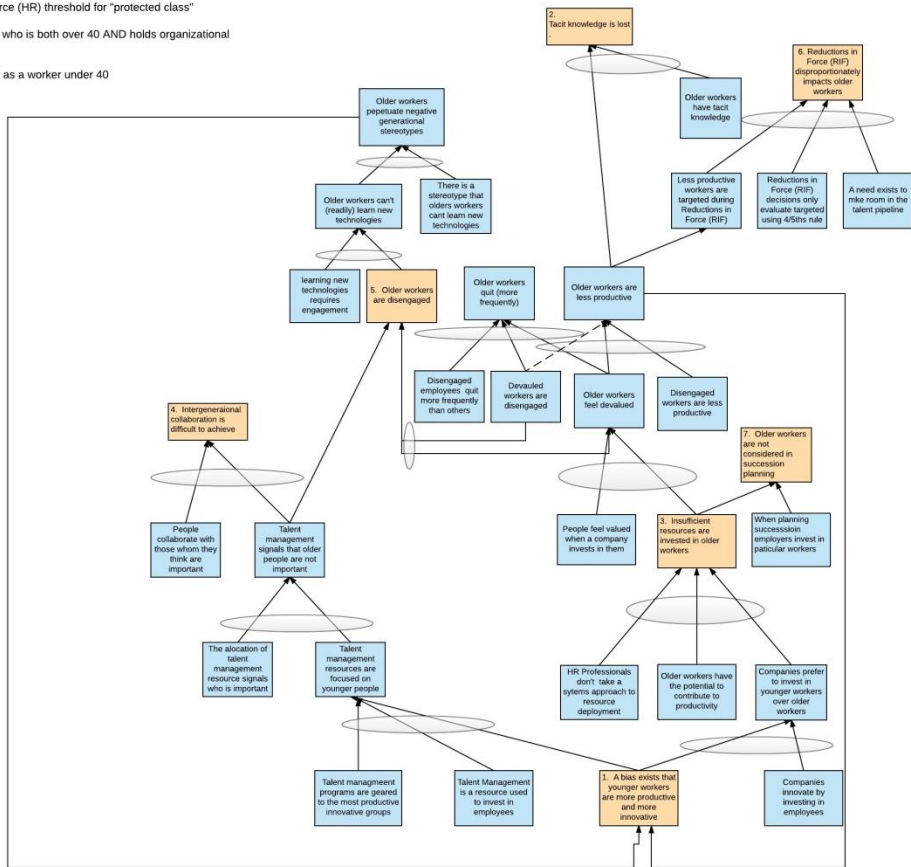 rce (HR) threshold for "protected class"
who is both over 40 AND holds organizational
as a worker under 40
2.
Tacit knowledge is lost
.
6. Reductions in
Force (RIF)
disproportionately
impacts older
workers
Older workers
have tacit
knowledge
Older workers
pepetuate negative
generational
stereotypes
Older workers can't
(readily) learn new
technologies
There is a
stereotype that
olders workers
cant learn new
technologies
Less productive
workers are
targeted during
Reductions in
Force (RIF)
Reductions in
Force (RIF)
decisions only
evaluate targeted
using 4/5ths rule
A need exists to
mke room in the
talent pipeline
learning new
technologies
requires
engagement
5. Older workers
are disengaged
Older workers
quit (more
frequently)
Older workers are
less productive
Disengaged
employees quit
more frequently
than others
Devauled
workers are
disengaged
Older workers
feel devalued
Disengaged
workers are less
productive
4. Intergeneraional
collaboration is
difficult to achieve
7. Older workers
are not
considered in
succession
planning
People
collaborate with
those whom they
think are
important
Talent
management
signals that older
people are not
important
People feel valued
when a company
invests in them
3. Insufficient
resources are
invested in older
workers
When planning
successsioin
employers invest in
paticular workers
The alocation of
talent
management
resource signals
who is important
Talent
management
resources are
focused on
younger people
HR Professionals
don't take a
sytems approach to
resource
deployment
Older workers have
the potential to
contribute to
productivity
Companies prefer
to invest in
younger workers
over older
workers
Talent managmeent
programs are geared
to the most productive
innovative groups
Talent Management
is a resource used
to invest in
employees
1. A bias exists that
younger workers
are more productive
and more
innovative
Companies
innovate by
investing in
employees